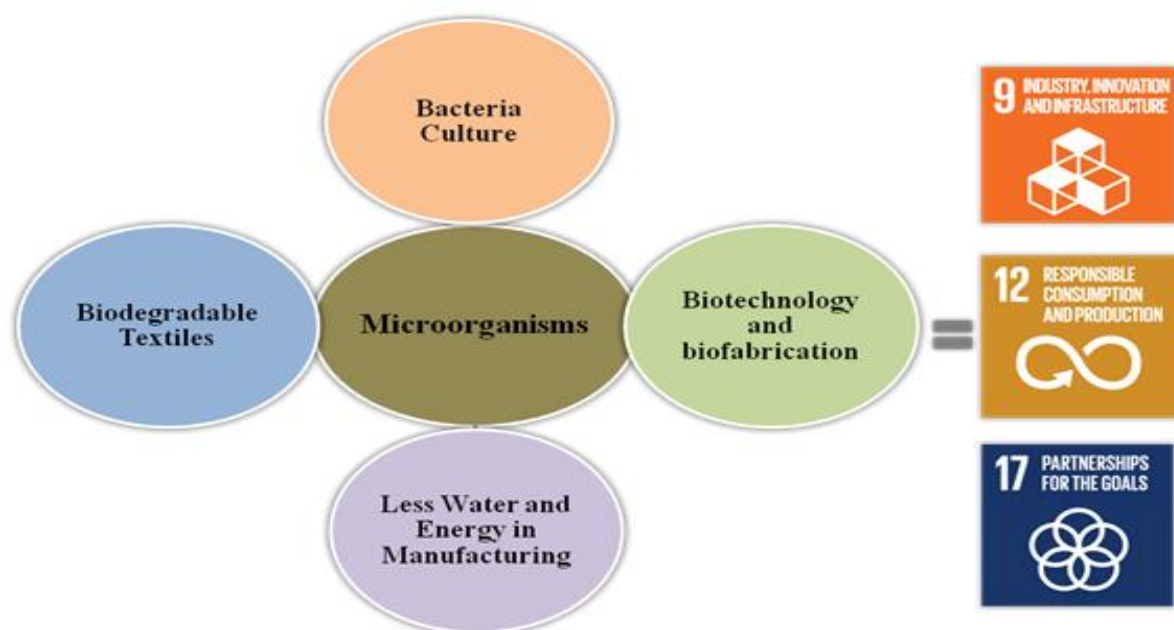 Bacteria
Culture
Biodegradable
Textiles
Microorganisms
Biotechnology
and
biofabrication
Less Water and
Energy in
Manufacturing
=
9 INDUSTRY, INNOVATION
AND INFRASTRUCTURE
12 RESPONSIBLE
CONSUMPTION
AND PRODUCTION
17 PARTNERSHIPS
FOR THE GOALS